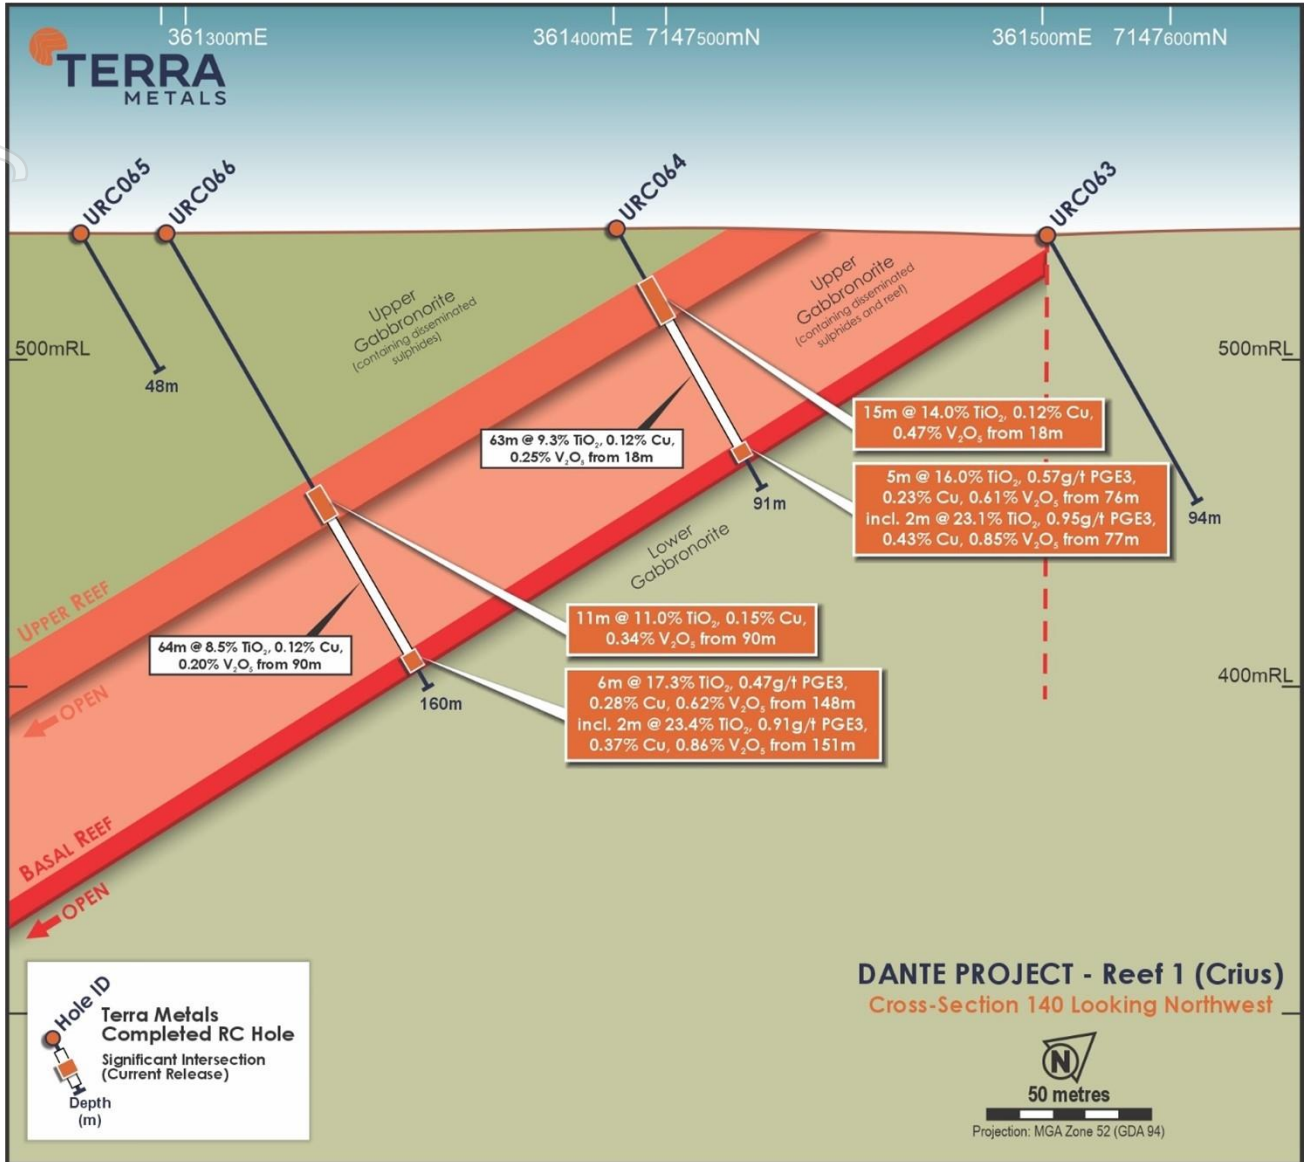 361300mE
361400mE 7147500mN
361500mE 7147600mN
TERRA
METALS
URC065
URC066
URC064
URC063
Upper
Gabbronorite
(containing disseminated
sulphides)
Upper
Gabbronorite
(containing disseminated
sulphides and reef)
500mRL
500mRL
48m
15m @ 14.0% TiO₂, 0.12% Cu,
0.47% V₂O₅ from 18m
63m @ 9.3% TiO₂, 0.12% Cu,
0.25% V₂O₅ from 18m
5m @ 16.0% TiO₂, 0.57g/t PGE3,
0.23% Cu, 0.61% V₂O₅ from 76m
incl. 2m @ 23.1% TiO₂, 0.95g/t PGE3,
0.43% Cu, 0.85% V₂O₅ from 77m
91m
94m
Lower
Gabbronorite
UPPER REEF
11m @ 11.0% TiO₂, 0.15% Cu,
0.34% V₂O₅ from 90m
64m @ 8.5% TiO₂, 0.12% Cu,
0.20% V₂O₅ from 90m
6m @ 17.3% TiO₂, 0.47g/t PGE3,
0.28% Cu, 0.62% V₂O₅ from 148m
incl. 2m @ 23.4% TiO₂, 0.91g/t PGE3,
0.37% Cu, 0.86% V₂O₅ from 151m
400mRL
OPEN
160m
BASAL REEF
OPEN
Hole ID
Terra Metals
Completed RC Hole
Significant Intersection
(Current Release)
Depth
(m)
DANTE PROJECT - Reef 1 (Crius)
Cross-Section 140 Looking Northwest
N
50 metres
Projection: MGA Zone 52 (GDA 94)